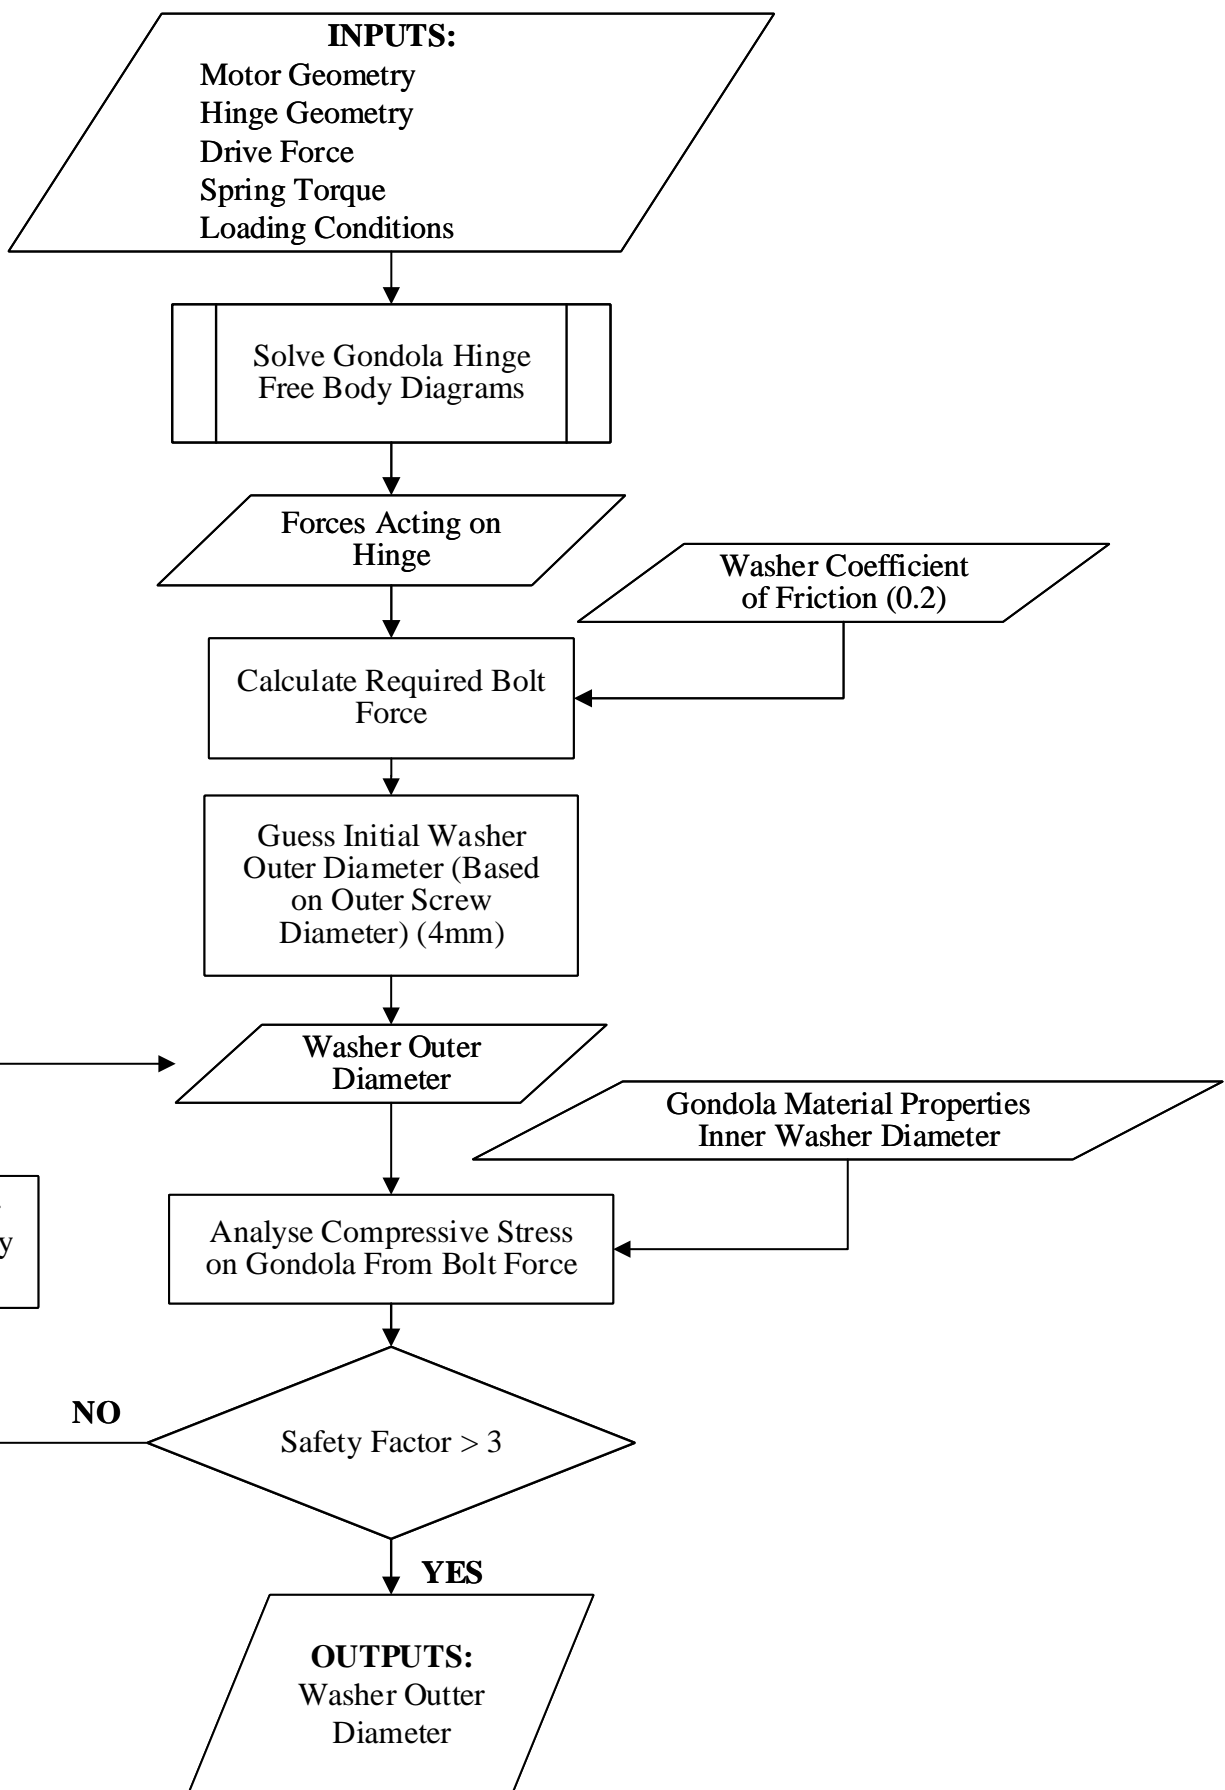 INPUTS:
Motor Geometry
Hinge Geometry
Drive Force
Spring Torque
Loading Conditions
Solve Gondola Hinge
Free Body Diagrams
Forces Acting on
Hinge
Washer Coefficient
of Friction (0.2)
Calculate Required Bolt
Force
Guess Initial Washer
Outer Diameter (Based
on Outer Screw
Diameter) (4mm)
Washer Outer
Diameter
Gondola Material Properties
Inner Washer Diameter
Analyse Compressive Stress
on Gondola From Bolt Force
NO
Safety Factor > 3
YES
OUTPUTS:
Washer Outter
Diameter